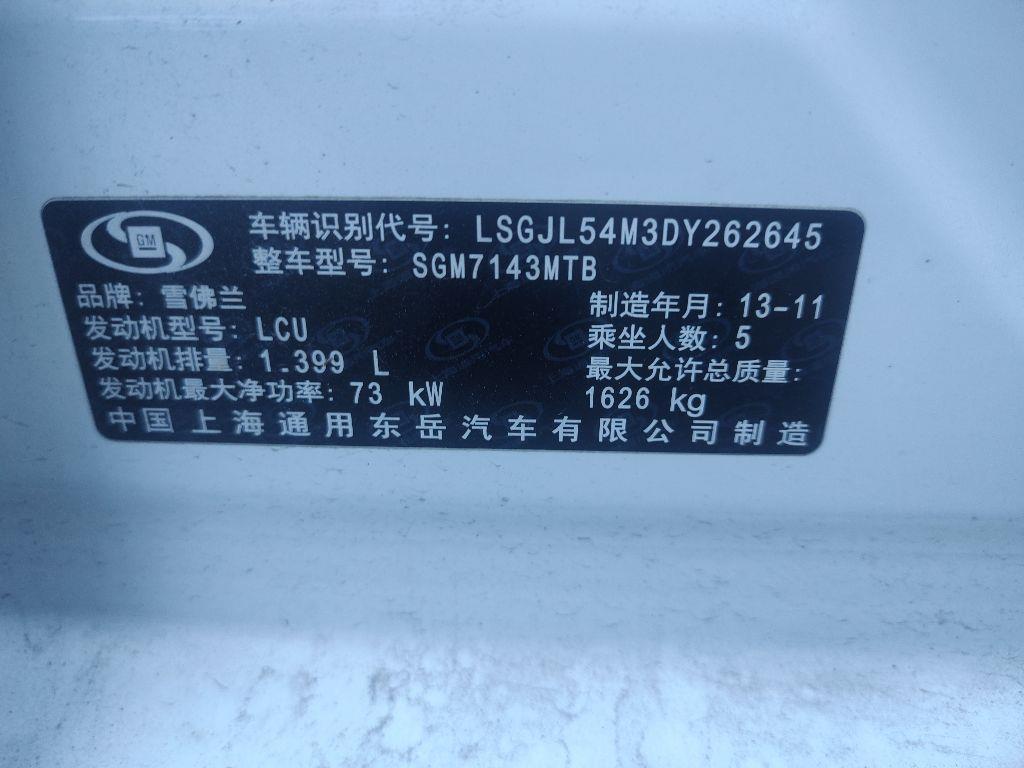 GM
车辆识别代号: LSGJL54M3DY262645
整车型号: SGM7143MTB
品牌: 雪佛兰
制造年月: 13-11
发动机型号: LCU
乘坐人数: 5
发动机排量: 1.399 L
最大允许总质量:
发动机最大净功率: 73 kW
1626 kg
中国上海通用东岳汽车有限公司制造